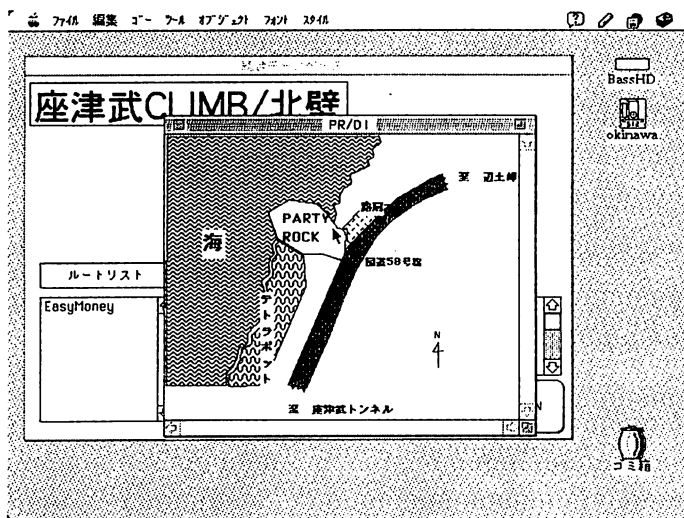 ファイル 編集 ゴー ツール オブジェクト フォント スタイル
座津武CLIMB/北壁
PR/D1
BassHD
okinawa
至 辺土岬
PARTY
ROCK
海
国道58号線
ルートリスト
EasyMoney
テトラポット
N
至 座津武トンネル
N
ゴミ箱